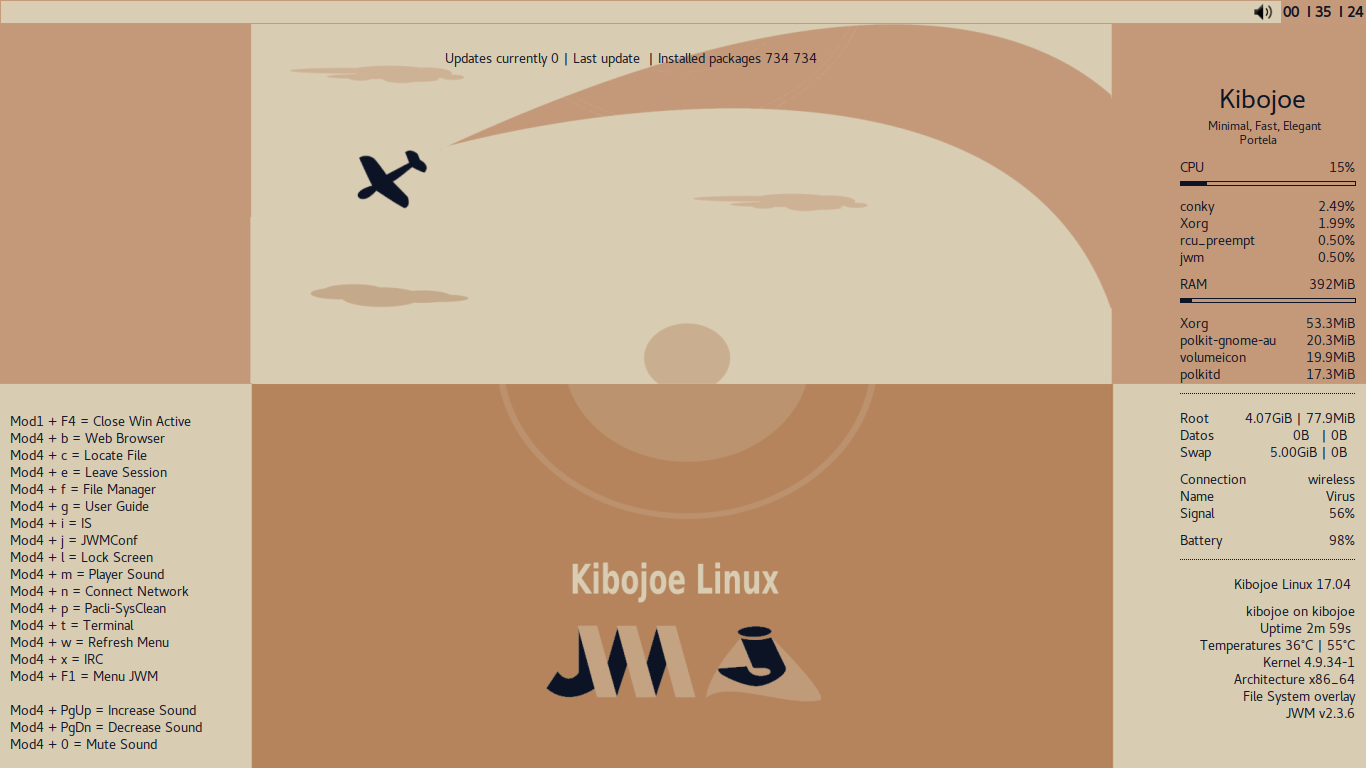 00 I 35 I 24
Updates currently 0 | Last update | Installed packages 734 734
Kibojoe
Minimal, Fast, Elegant
Portela
CPU 15%
conky 2.49%
Xorg 1.99%
rcu_preempt 0.50%
jwm 0.50%
RAM 392MiB
Xorg 53.3MiB
polkit-gnome-au 20.3MiB
volumeicon 19.9MiB
polkitd 17.3MiB
Root 4.07GiB | 77.9MiB
Datos 0B | 0B
Swap 5.00GiB | 0B
Connection wireless
Name Virus
Signal 56%
Battery 98%
Kibojoe Linux 17.04
kibojoe on kibojoe
Uptime 2m 59s
Temperatures 36°C | 55°C
Kernel 4.9.34-1
Architecture x86_64
File System overlay
JWM v2.3.6
Mod1 + F4 = Close Win Active
Mod4 + b = Web Browser
Mod4 + c = Locate File
Mod4 + e = Leave Session
Mod4 + f = File Manager
Mod4 + g = User Guide
Mod4 + i = IS
Mod4 + j = JWMConf
Mod4 + l = Lock Screen
Mod4 + m = Player Sound
Mod4 + n = Connect Network
Mod4 + p = Pacli-SysClean
Mod4 + t = Terminal
Mod4 + w = Refresh Menu
Mod4 + x = IRC
Mod4 + F1 = Menu JWM
Mod4 + PgUp = Increase Sound
Mod4 + PgDn = Decrease Sound
Mod4 + 0 = Mute Sound
Kibojoe Linux
JWM